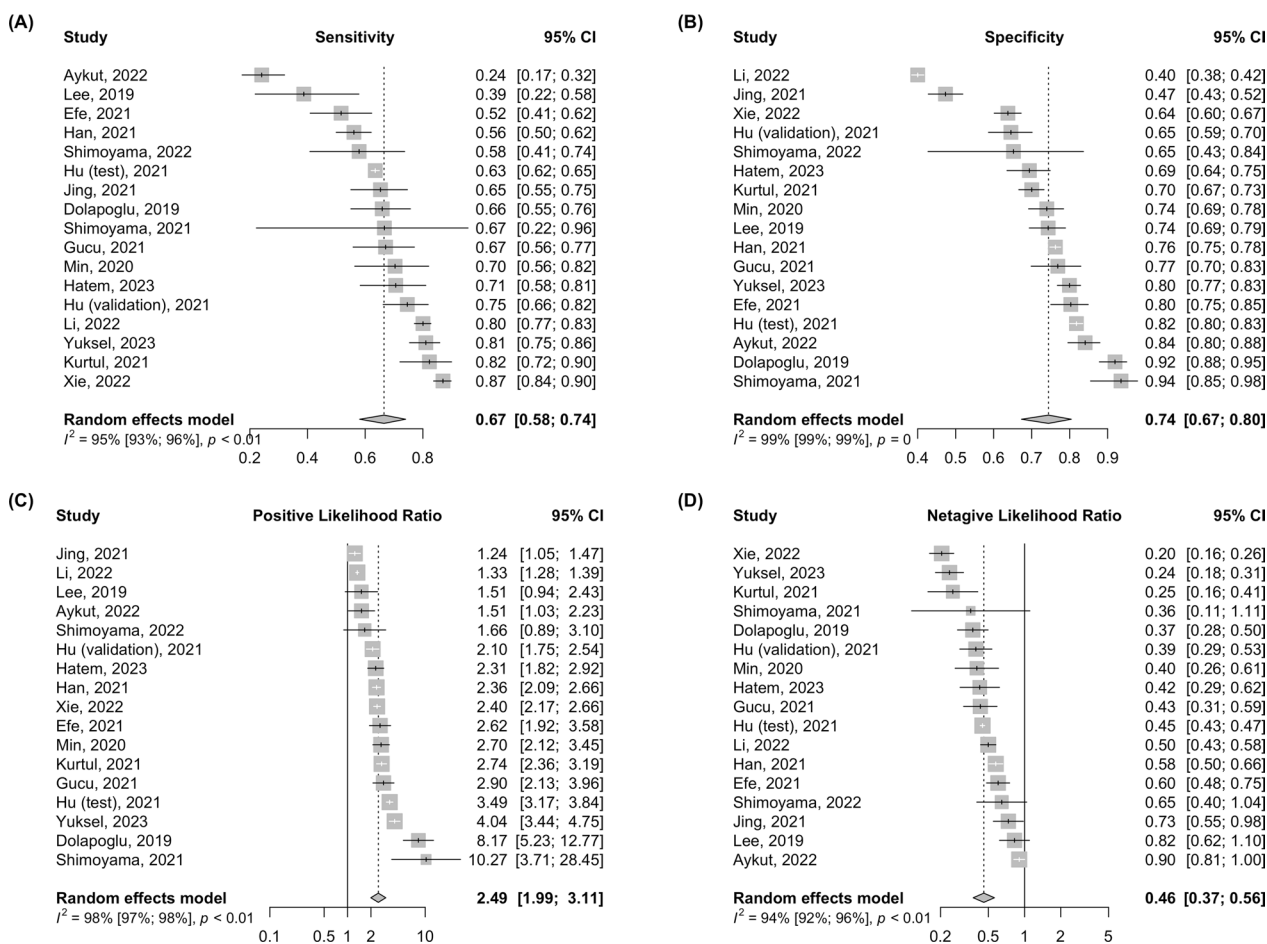 (A)
Study Sensitivity 95% CI
Aykut, 2022 0.24 [0.17; 0.32]
Lee, 2019 0.39 [0.22; 0.58]
Efe, 2021 0.52 [0.41; 0.62]
Han, 2021 0.56 [0.50; 0.62]
Shimoyama, 2022 0.58 [0.41; 0.74]
Hu (test), 2021 0.63 [0.62; 0.65]
Jing, 2021 0.65 [0.55; 0.75]
Dolapoglu, 2019 0.66 [0.55; 0.76]
Shimoyama, 2021 0.67 [0.22; 0.96]
Gucu, 2021 0.67 [0.56; 0.77]
Min, 2020 0.70 [0.56; 0.82]
Hatem, 2023 0.71 [0.58; 0.81]
Hu (validation), 2021 0.75 [0.66; 0.82]
Li, 2022 0.80 [0.77; 0.83]
Yuksel, 2023 0.81 [0.75; 0.86]
Kurtul, 2021 0.82 [0.72; 0.90]
Xie, 2022 0.87 [0.84; 0.90]
Random effects model 0.67 [0.58; 0.74]
I² = 95% [93%; 96%], p < 0.01
0.2 0.4 0.6 0.8
(B)
Study Specificity 95% CI
Li, 2022 0.40 [0.38; 0.42]
Jing, 2021 0.47 [0.43; 0.52]
Xie, 2022 0.64 [0.60; 0.67]
Hu (validation), 2021 0.65 [0.59; 0.70]
Shimoyama, 2022 0.65 [0.43; 0.84]
Hatem, 2023 0.69 [0.64; 0.75]
Kurtul, 2021 0.70 [0.67; 0.73]
Min, 2020 0.74 [0.69; 0.78]
Lee, 2019 0.74 [0.69; 0.79]
Han, 2021 0.76 [0.75; 0.78]
Gucu, 2021 0.77 [0.70; 0.83]
Yuksel, 2023 0.80 [0.77; 0.83]
Efe, 2021 0.80 [0.75; 0.85]
Hu (test), 2021 0.82 [0.80; 0.83]
Aykut, 2022 0.84 [0.80; 0.88]
Dolapoglu, 2019 0.92 [0.88; 0.95]
Shimoyama, 2021 0.94 [0.85; 0.98]
Random effects model 0.74 [0.67; 0.80]
I² = 99% [99%; 99%], p = 0
0.4 0.5 0.6 0.7 0.8 0.9
(C)
Study Positive Likelihood Ratio 95% CI
Jing, 2021 1.24 [1.05; 1.47]
Li, 2022 1.33 [1.28; 1.39]
Lee, 2019 1.51 [0.94; 2.43]
Aykut, 2022 1.51 [1.03; 2.23]
Shimoyama, 2022 1.66 [0.89; 3.10]
Hu (validation), 2021 2.10 [1.75; 2.54]
Hatem, 2023 2.31 [1.82; 2.92]
Han, 2021 2.36 [2.09; 2.66]
Xie, 2022 2.40 [2.17; 2.66]
Efe, 2021 2.62 [1.92; 3.58]
Min, 2020 2.70 [2.12; 3.45]
Kurtul, 2021 2.74 [2.36; 3.19]
Gucu, 2021 2.90 [2.13; 3.96]
Hu (test), 2021 3.49 [3.17; 3.84]
Yuksel, 2023 4.04 [3.44; 4.75]
Dolapoglu, 2019 8.17 [5.23; 12.77]
Shimoyama, 2021 10.27 [3.71; 28.45]
Random effects model 2.49 [1.99; 3.11]
I² = 98% [97%; 98%], p < 0.01
0.1 0.5 1 2 10
(D)
Study Netagive Likelihood Ratio 95% CI
Xie, 2022 0.20 [0.16; 0.26]
Yuksel, 2023 0.24 [0.18; 0.31]
Kurtul, 2021 0.25 [0.16; 0.41]
Shimoyama, 2021 0.36 [0.11; 1.11]
Dolapoglu, 2019 0.37 [0.28; 0.50]
Hu (validation), 2021 0.39 [0.29; 0.53]
Min, 2020 0.40 [0.26; 0.61]
Hatem, 2023 0.42 [0.29; 0.62]
Gucu, 2021 0.43 [0.31; 0.59]
Hu (test), 2021 0.45 [0.43; 0.47]
Li, 2022 0.50 [0.43; 0.58]
Han, 2021 0.58 [0.50; 0.66]
Efe, 2021 0.60 [0.48; 0.75]
Shimoyama, 2022 0.65 [0.40; 1.04]
Jing, 2021 0.73 [0.55; 0.98]
Lee, 2019 0.82 [0.62; 1.10]
Aykut, 2022 0.90 [0.81; 1.00]
Random effects model 0.46 [0.37; 0.56]
I² = 94% [92%; 96%], p < 0.01
0.2 0.5 1 2 5